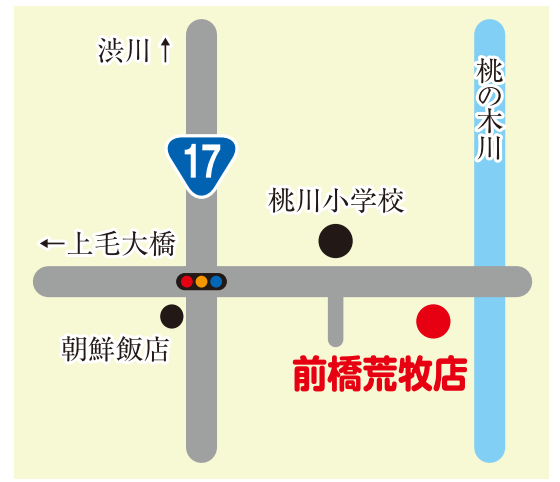 渋川↑
桃の木川
17
桃川小学校
←上毛大橋
朝鮮飯店
前橋荒牧店